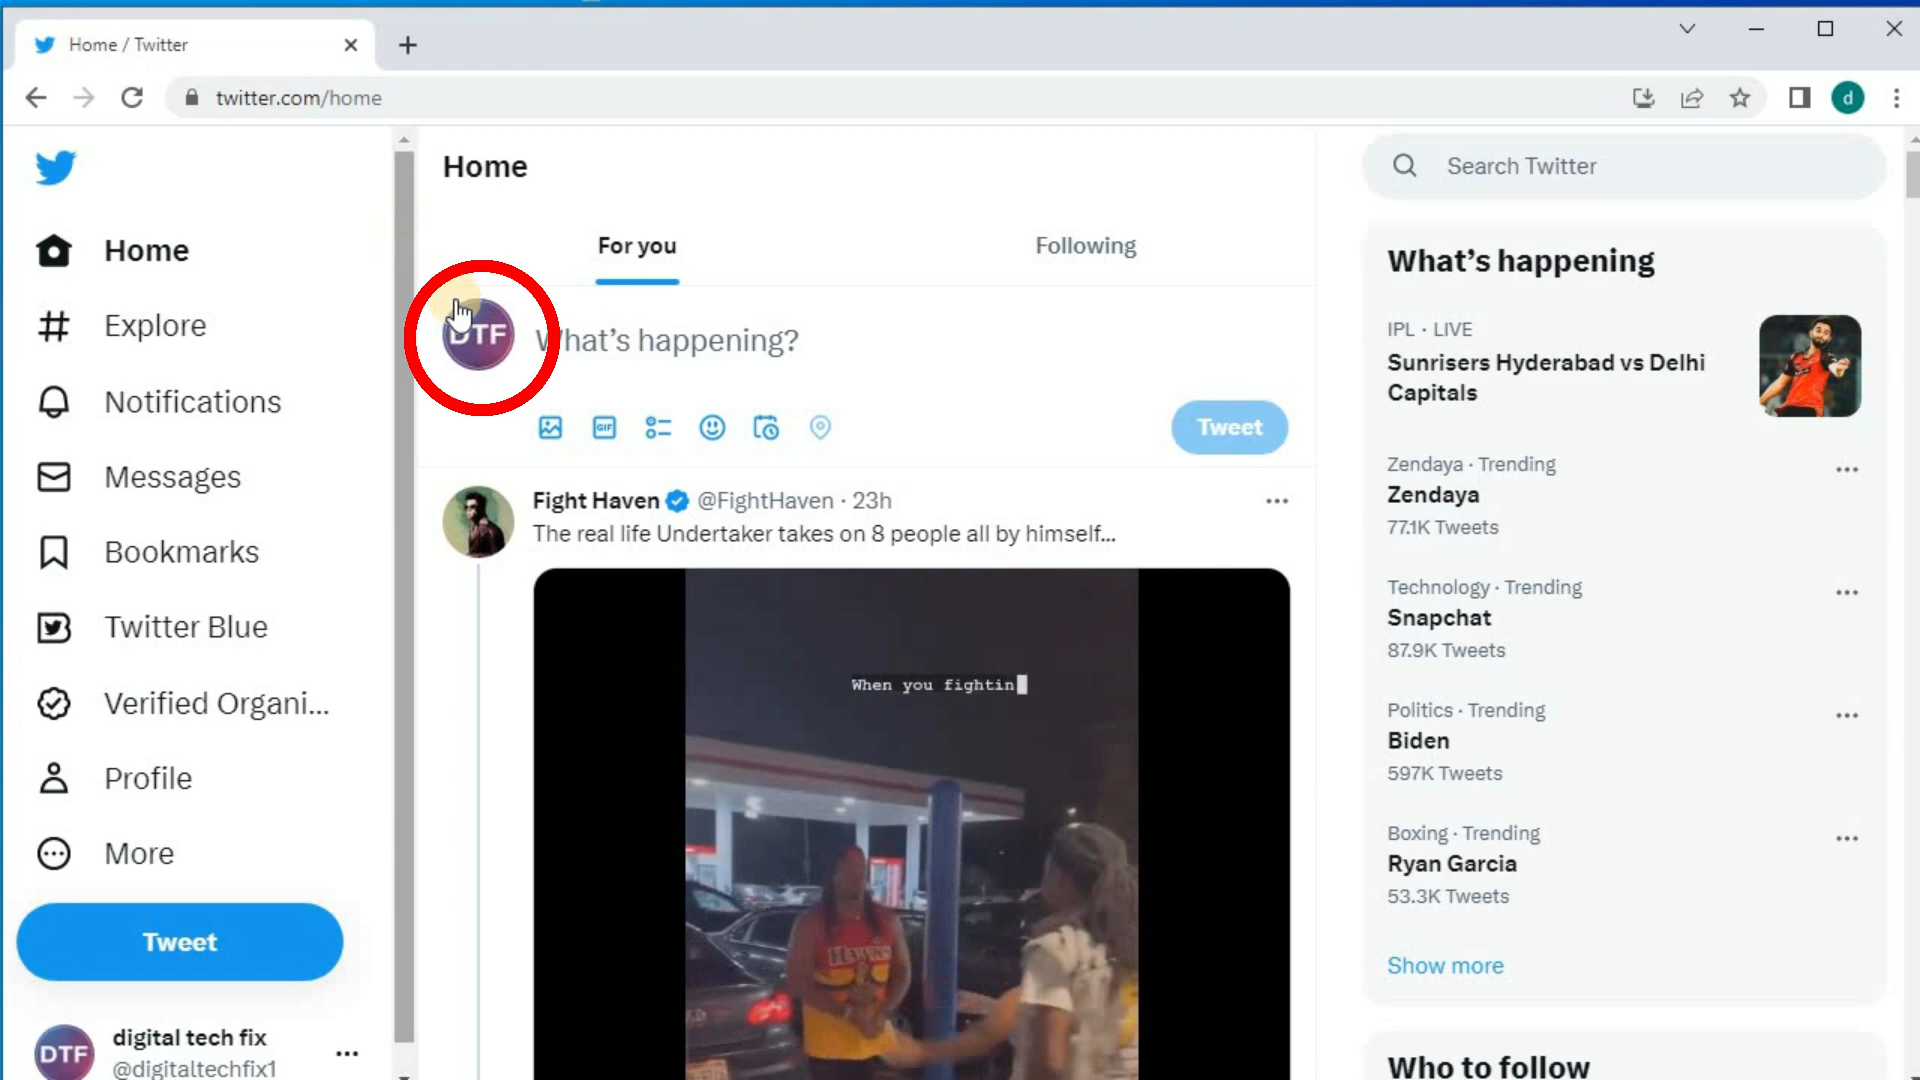 Home / Twitter
twitter.com/home
d
Home
Explore
Notifications
Messages
Bookmarks
Twitter Blue
Verified Organi...
Profile
More
Tweet
DTF
digital tech fix
@digitaltechfix1
Home
For you
Following
DTF
What's happening?
GIF
Tweet
Fight Haven @FightHaven · 23h
The real life Undertaker takes on 8 people all by himself...
When you fightin
HAWKS
Search Twitter
What's happening
IPL · LIVE
Sunrisers Hyderabad vs Delhi
Capitals
Zendaya · Trending
Zendaya
77.1K Tweets
Technology · Trending
Snapchat
87.9K Tweets
Politics · Trending
Biden
597K Tweets
Boxing · Trending
Ryan Garcia
53.3K Tweets
Show more
Who to follow